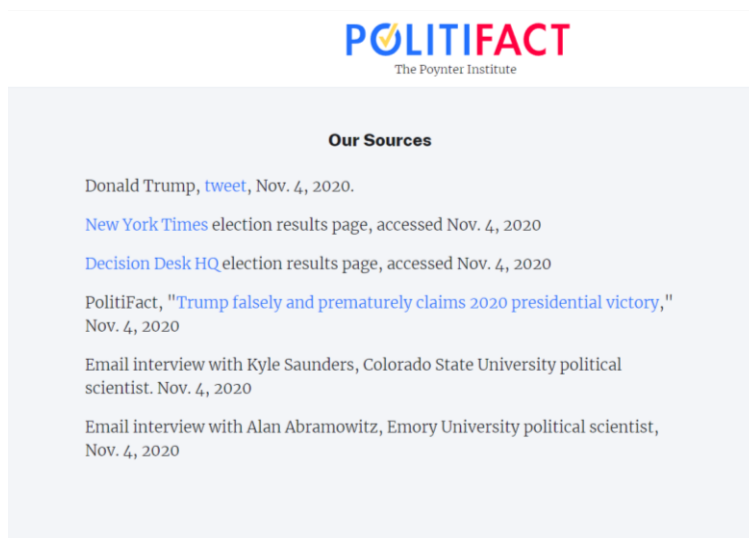 POLITIFACT
The Poynter Institute
Our Sources
Donald Trump, tweet, Nov. 4, 2020.
New York Times election results page, accessed Nov. 4, 2020
Decision Desk HQ election results page, accessed Nov. 4, 2020
PolitiFact, "Trump falsely and prematurely claims 2020 presidential victory,"
Nov. 4, 2020
Email interview with Kyle Saunders, Colorado State University political
scientist. Nov. 4, 2020
Email interview with Alan Abramowitz, Emory University political scientist,
Nov. 4, 2020